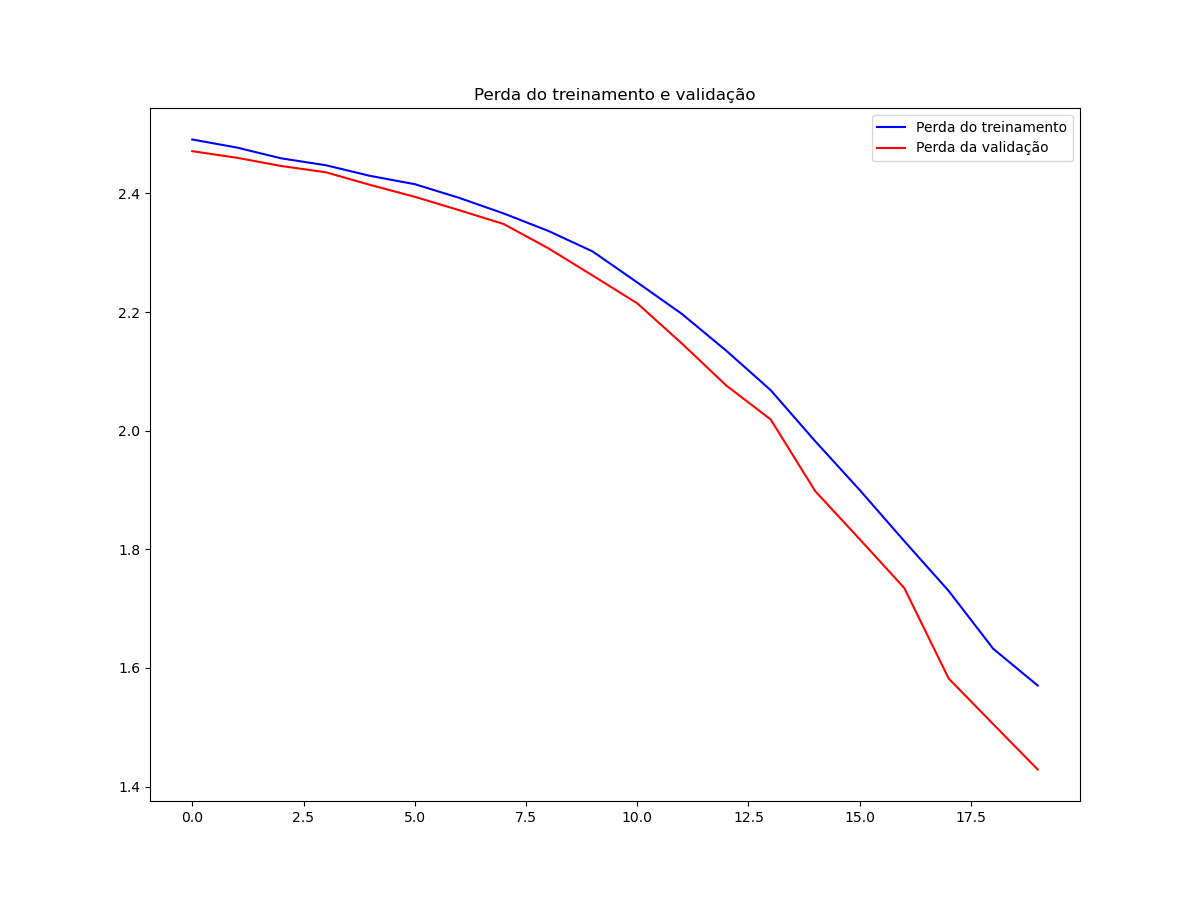 Perda do treinamento e validação
Perda do treinamento
Perda da validação
2.4
2.2
2.0
1.8
1.6
1.4
0.0 2.5 5.0 7.5 10.0 12.5 15.0 17.5